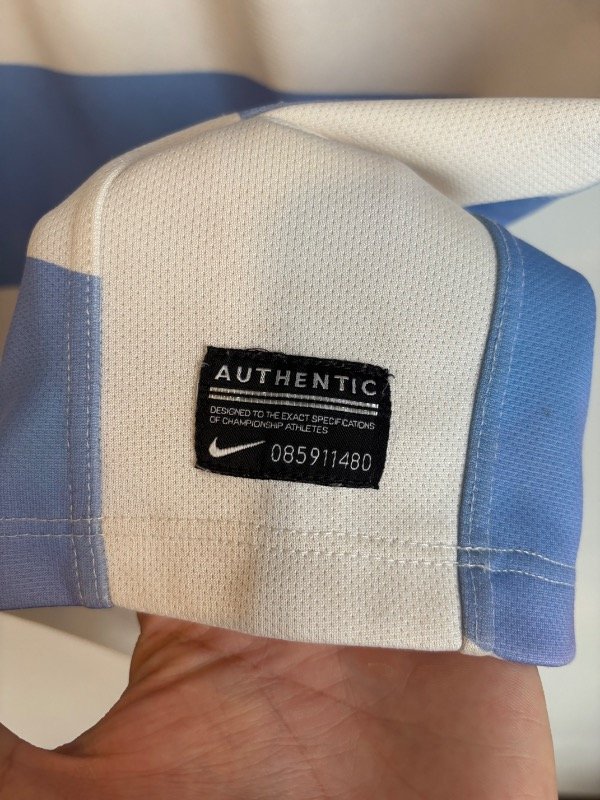 AUTHENTIC
DESIGNED TO THE EXACT SPECIFICATIONS
OF CHAMPIONSHIP ATHLETES
085911480